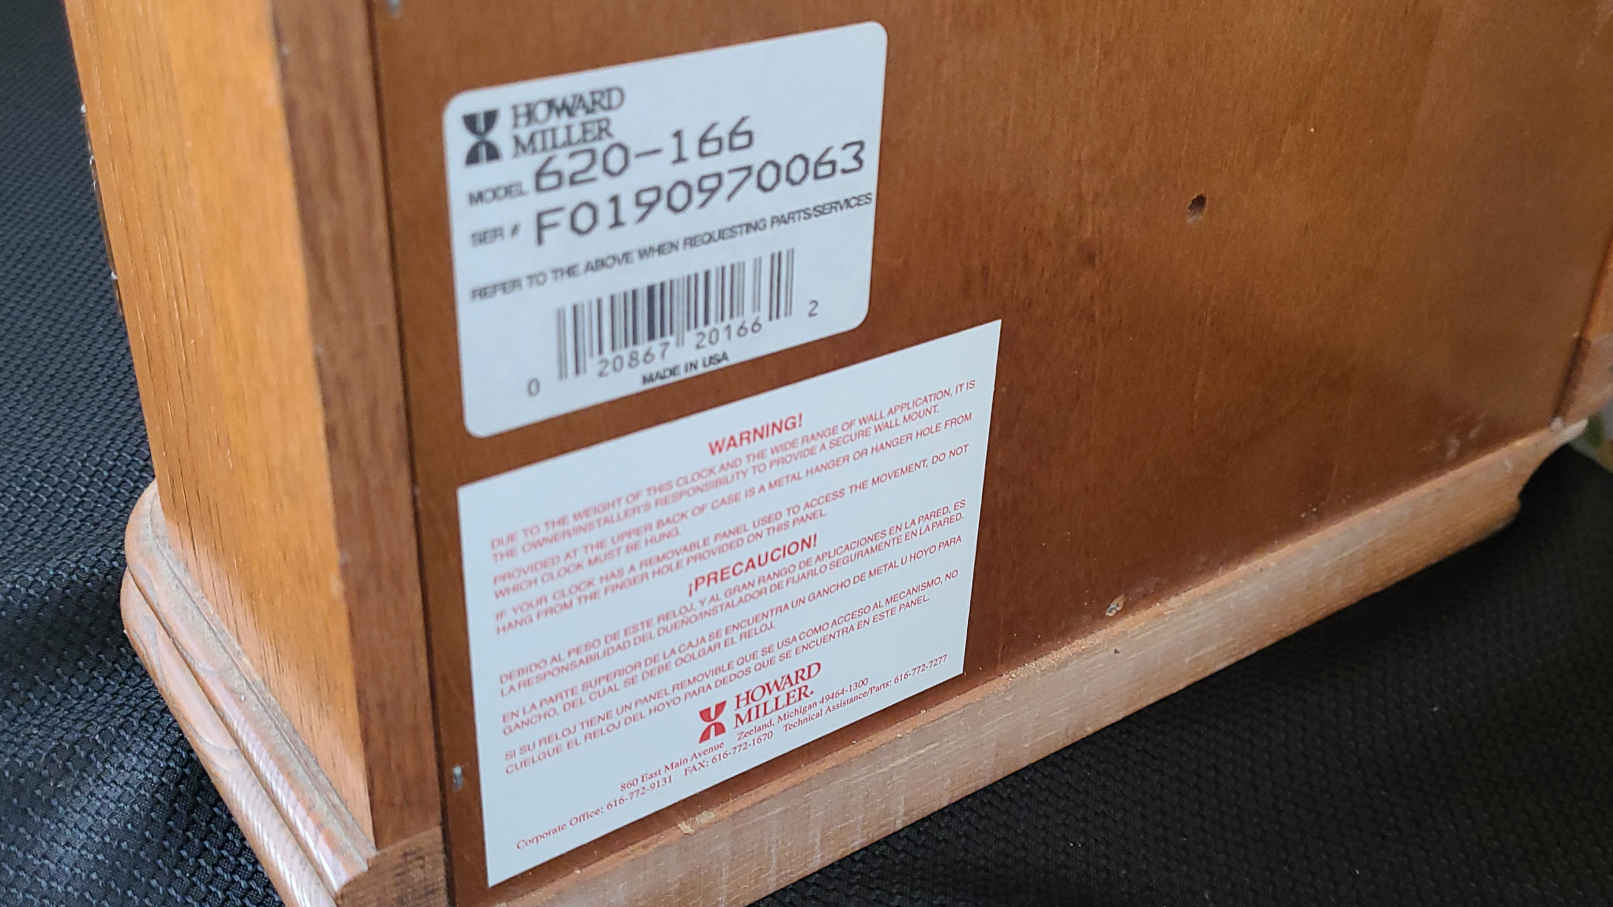 HOWARD
MILLER
MODEL 620-166
SER # F0190970063
REFER TO THE ABOVE WHEN REQUESTING PARTS/SERVICES
0 20867 20166 2
MADE IN USA
WARNING!
DUE TO THE WEIGHT OF THIS CLOCK AND THE WIDE RANGE OF WALL APPLICATION, IT IS
THE OWNER/INSTALLER'S RESPONSIBILITY TO PROVIDE A SECURE WALL MOUNT.
PROVIDED AT THE UPPER BACK OF CASE IS A METAL HANGER OR HANGER HOLE FROM
WHICH CLOCK MUST BE HUNG.
IF YOUR CLOCK HAS A REMOVABLE PANEL USED TO ACCESS THE MOVEMENT, DO NOT
HANG FROM THE FINGER HOLE PROVIDED ON THIS PANEL.
¡PRECAUCION!
DEBIDO AL PESO DE ESTE RELOJ, Y AL GRAN RANGO DE APLICACIONES EN LA PARED, ES
LA RESPONSABILIDAD DEL DUEÑO/INSTALADOR DE FIJARLO SEGURAMENTE EN LA PARED.
EN LA PARTE SUPERIOR DE LA CAJA SE ENCUENTRA UN GANCHO DE METAL U HOYO PARA
GANCHO, DEL CUAL SE DEBE DOLGAR EL RELOJ.
SI SU RELOJ TIENE UN PANEL REMOVIBLE QUE SE USA COMO ACCESO AL MECANISMO, NO
CUELGUE EL RELOJ DEL HOYO PARA DEDOS QUE SE ENCUENTRA EN ESTE PANEL.
HOWARD
MILLER.
860 East Main Avenue Zeeland, Michigan 49464-1300
Corporate Office: 616-772-9131 FAX: 616-772-1670 Technical Assistance/Parts: 616-772-7277